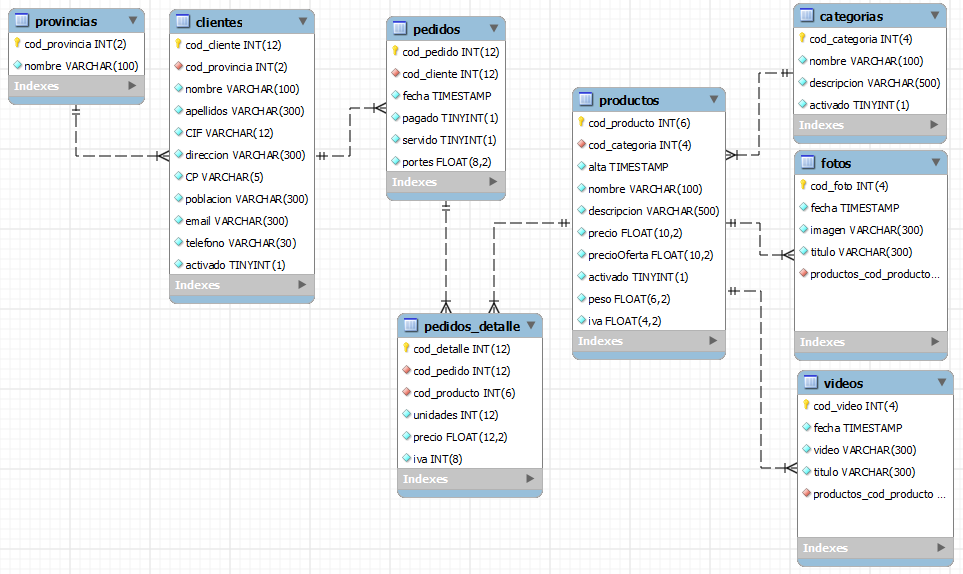 provincias
cod_provincia INT(2)
nombre VARCHAR(100)
Indexes
clientes
cod_cliente INT(12)
cod_provincia INT(2)
nombre VARCHAR(100)
apellidos VARCHAR(300)
CIF VARCHAR(12)
direccion VARCHAR(300)
CP VARCHAR(5)
poblacion VARCHAR(300)
email VARCHAR(300)
telefono VARCHAR(30)
activado TINYINT(1)
Indexes
pedidos
cod_pedido INT(12)
cod_cliente INT(12)
fecha TIMESTAMP
pagado TINYINT(1)
servido TINYINT(1)
portes FLOAT(8,2)
Indexes
pedidos_detalle
cod_detalle INT(12)
cod_pedido INT(12)
cod_producto INT(6)
unidades INT(12)
precio FLOAT(12,2)
iva INT(8)
Indexes
productos
cod_producto INT(6)
cod_categoria INT(4)
alta TIMESTAMP
nombre VARCHAR(100)
descripcion VARCHAR(500)
precio FLOAT(10,2)
precioOferta FLOAT(10,2)
activado TINYINT(1)
peso FLOAT(6,2)
iva FLOAT(4,2)
Indexes
categorias
cod_categoria INT(4)
nombre VARCHAR(100)
descripcion VARCHAR(500)
activado TINYINT(1)
Indexes
fotos
cod_foto INT(4)
fecha TIMESTAMP
imagen VARCHAR(300)
titulo VARCHAR(300)
productos_cod_producto...
Indexes
videos
cod_video INT(4)
fecha TIMESTAMP
video VARCHAR(300)
titulo VARCHAR(300)
productos_cod_producto ...
Indexes